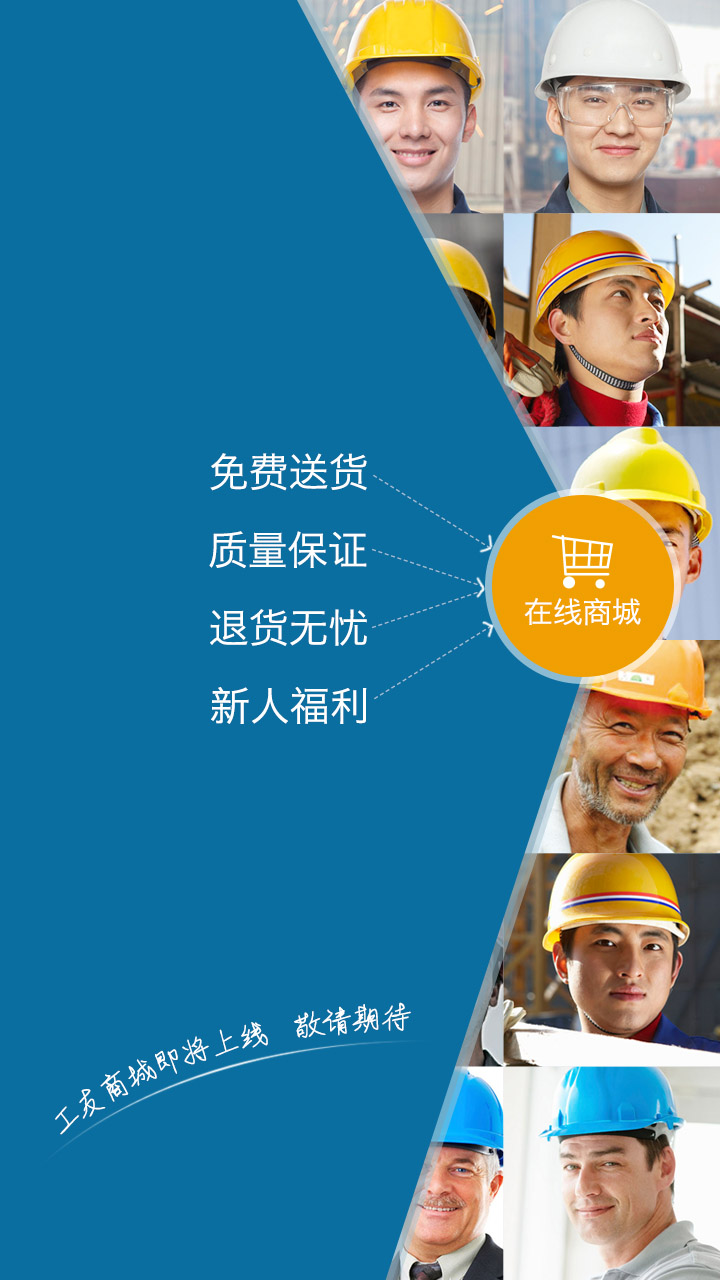 免费送货
质量保证
退货无忧
新人福利
在线商城
工友商城即将上线 敬请期待